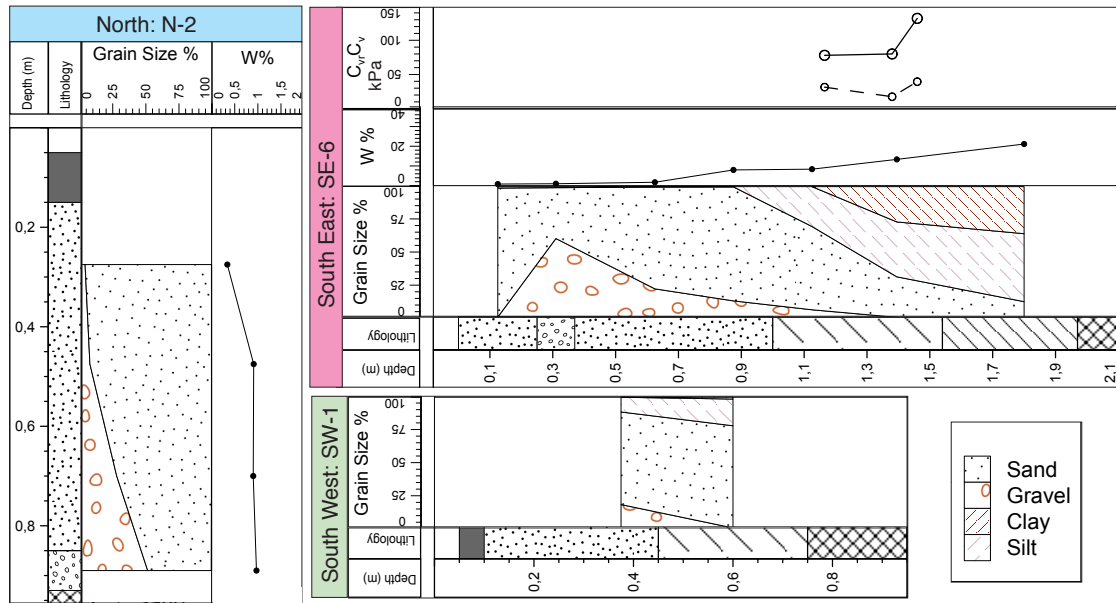 North: N-2
Depth (m)
Lithology
Grain Size %
0 25 50 75 100
W%
0 0,5 1 1,5 2
0,2
0,4
0,6
0,8
South East: SE-6
CvrCv
kPa
0 50 100 150
W %
0 20 40
Grain Size %
0 25 50 75 100
Lithology
Depth (m)
0,1 0,3 0,5 0,7 0,9 1,1 1,3 1,5 1,7 1,9 2,1
South West: SW-1
Grain Size %
0 25 50 75 100
Lithology
Depth (m)
0,2 0,4 0,6 0,8
Sand
Gravel
Clay
Silt